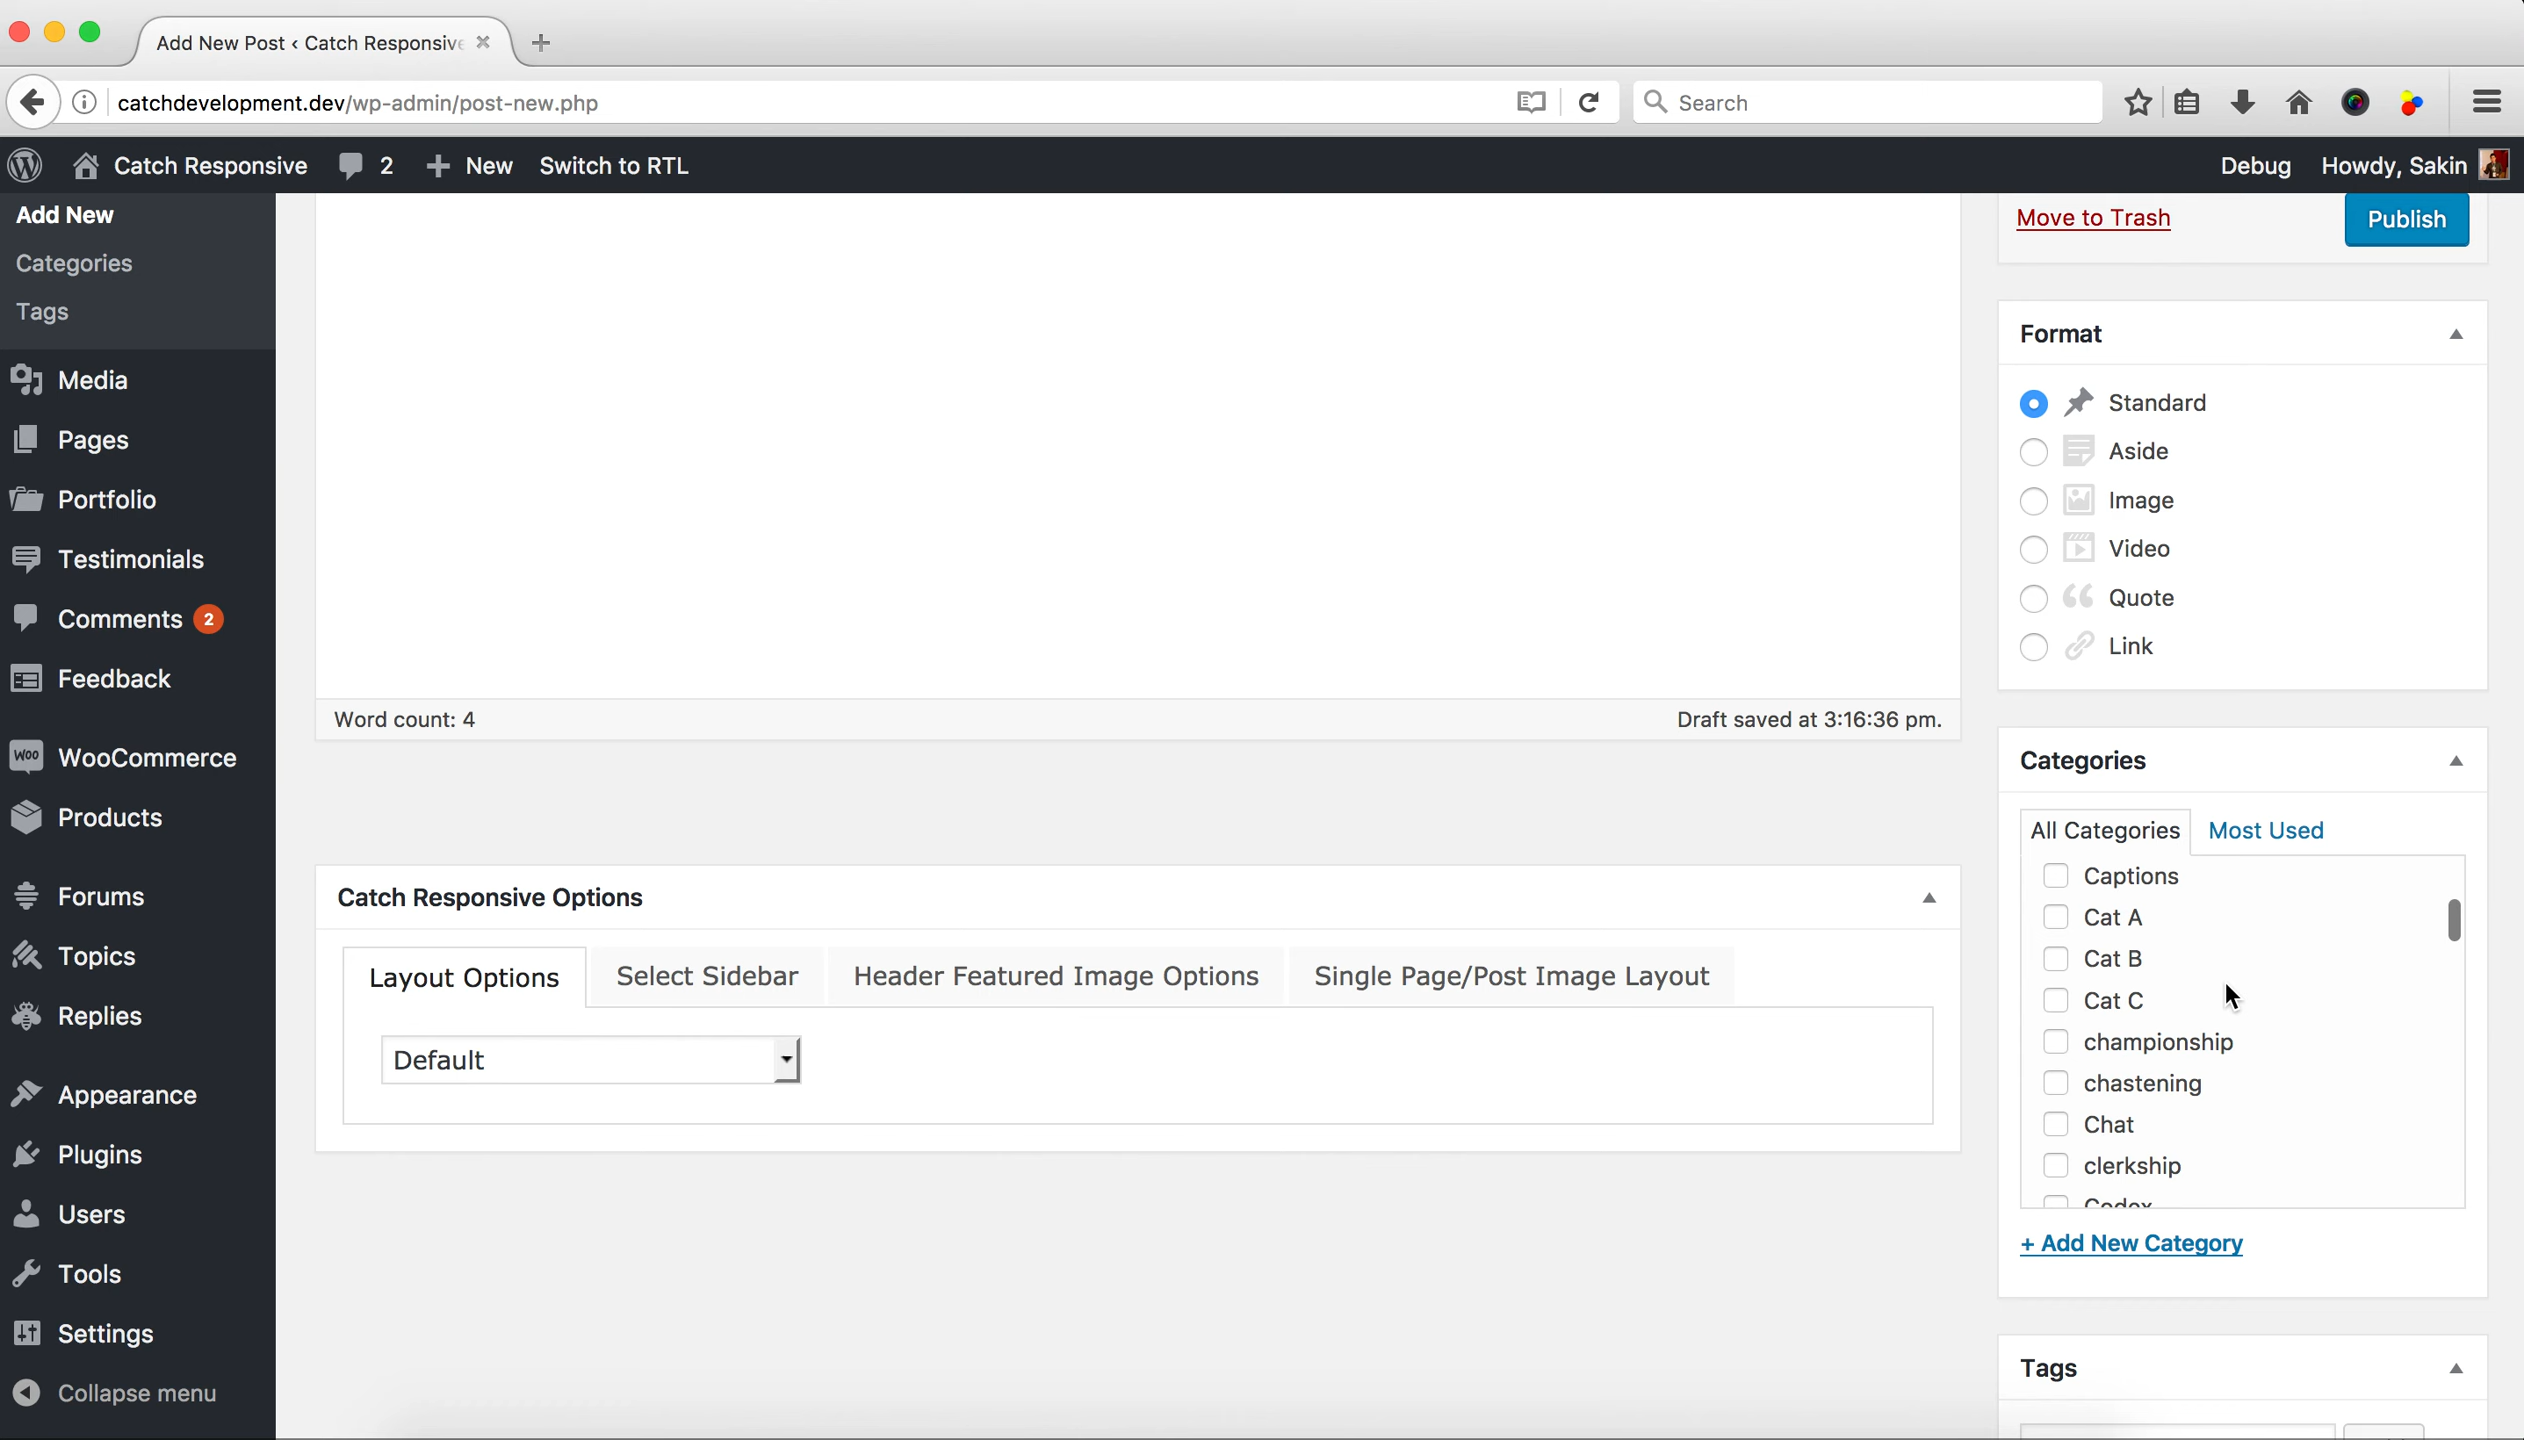 Add New Post ‹ Catch Responsive
catchdevelopment.dev/wp-admin/post-new.php
Search
Catch Responsive 2 New Switch to RTL
Debug Howdy, Sakin
Add New
Categories
Tags
Media
Pages
Portfolio
Testimonials
Comments 2
Feedback
Woo WooCommerce
Products
Forums
Topics
Replies
Appearance
Plugins
Users
Tools
Settings
Collapse menu
Word count: 4
Draft saved at 3:16:36 pm.
Catch Responsive Options
Layout Options
Select Sidebar
Header Featured Image Options
Single Page/Post Image Layout
Default
Move to Trash
Publish
Format
Standard
Aside
Image
Video
Quote
Link
Categories
All Categories
Most Used
Captions
Cat A
Cat B
Cat C
championship
chastening
Chat
clerkship
Codex
+ Add New Category
Tags